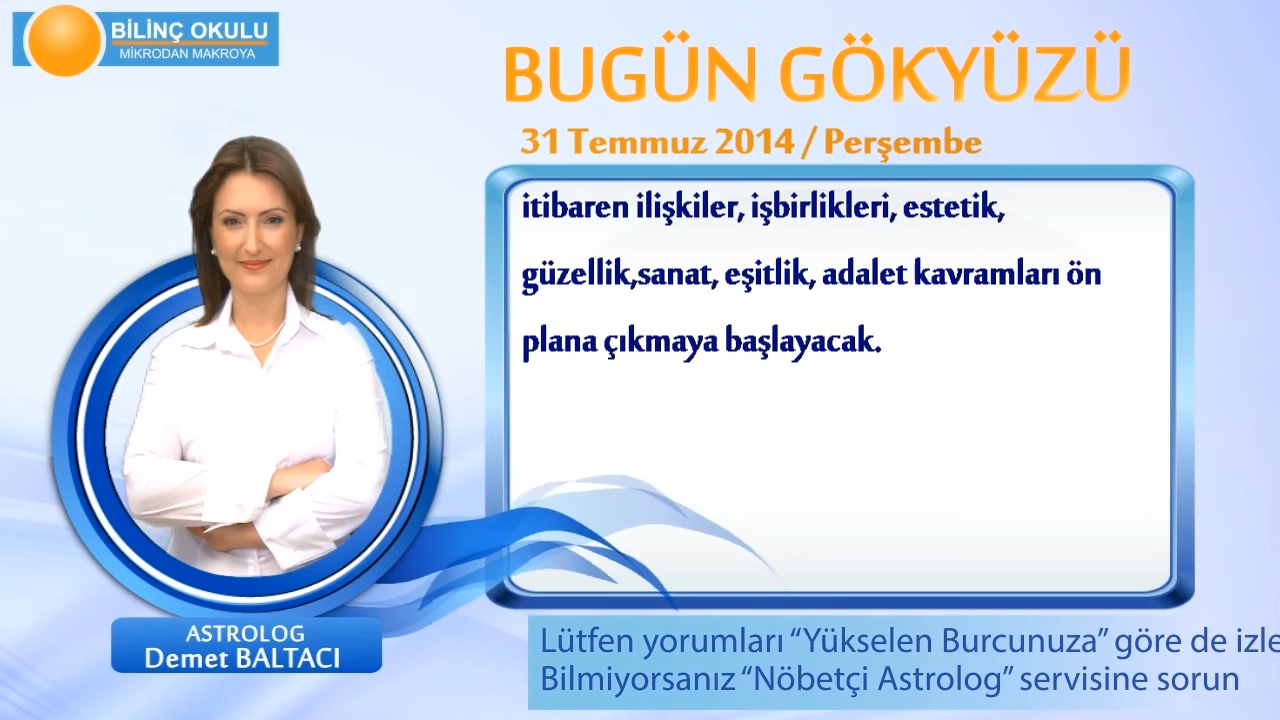 BİLİNÇ OKULU
MİKRODAN MAKROYA
BUGÜN GÖKYÜZÜ
31 Temmuz 2014 / Perşembe
itibaren ilişkiler, işbirlikleri, estetik,
güzellik,sanat, eşitlik, adalet kavramları ön
plana çıkmaya başlayacak.
ASTROLOG
Demet BALTACI
Lütfen yorumları “Yükselen Burcunuza” göre de izle
Bilmiyorsanız “Nöbetçi Astrolog” servisine sorun